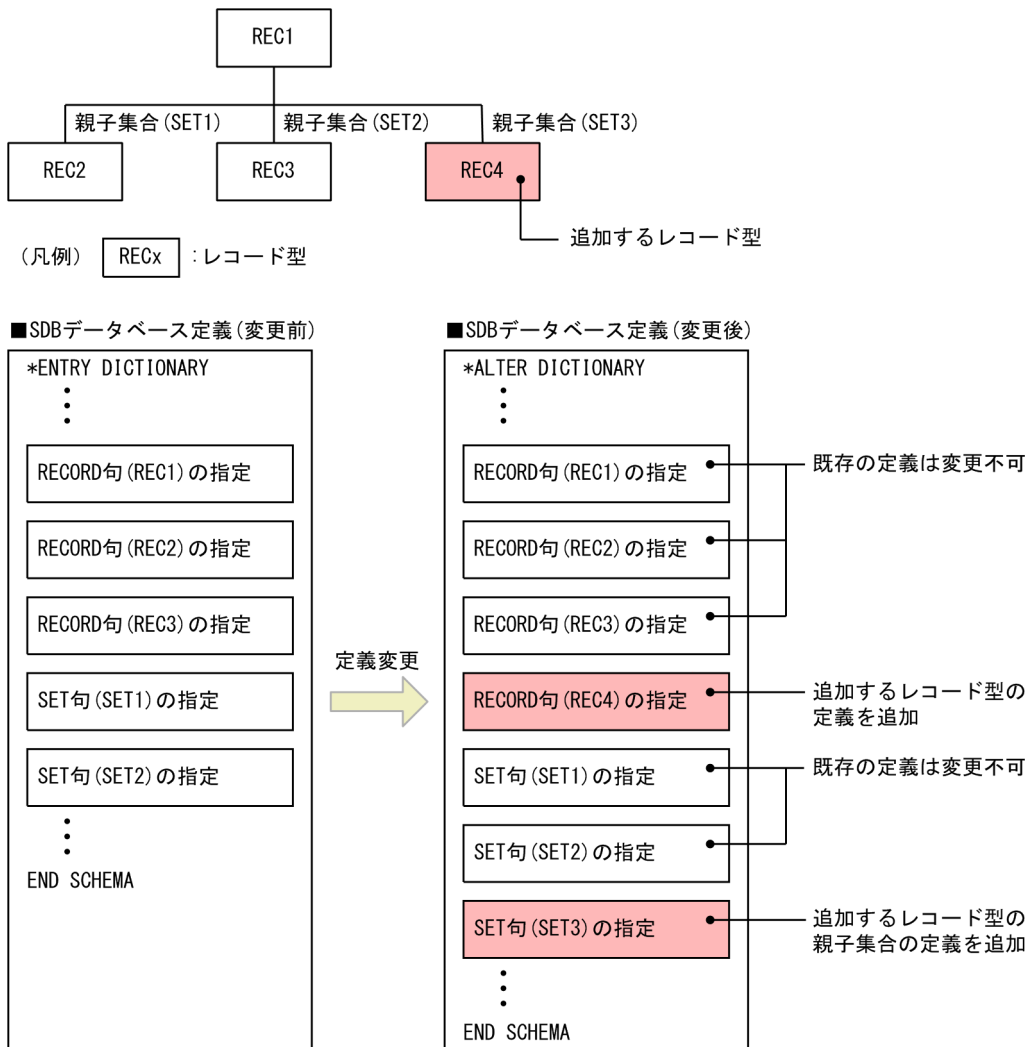 REC1
親子集合(SET1)
親子集合(SET2)
親子集合(SET3)
REC2
REC3
REC4
追加するレコード型
(凡例) RECx :レコード型
■SDBデータベース定義(変更前)
*ENTRY DICTIONARY
RECORD句(REC1)の指定
RECORD句(REC2)の指定
RECORD句(REC3)の指定
SET句(SET1)の指定
SET句(SET2)の指定
END SCHEMA
定義変更
■SDBデータベース定義(変更後)
*ALTER DICTIONARY
RECORD句(REC1)の指定
既存の定義は変更不可
RECORD句(REC2)の指定
RECORD句(REC3)の指定
RECORD句(REC4)の指定
追加するレコード型の
定義を追加
SET句(SET1)の指定
既存の定義は変更不可
SET句(SET2)の指定
SET句(SET3)の指定
追加するレコード型の
親子集合の定義を追加
END SCHEMA